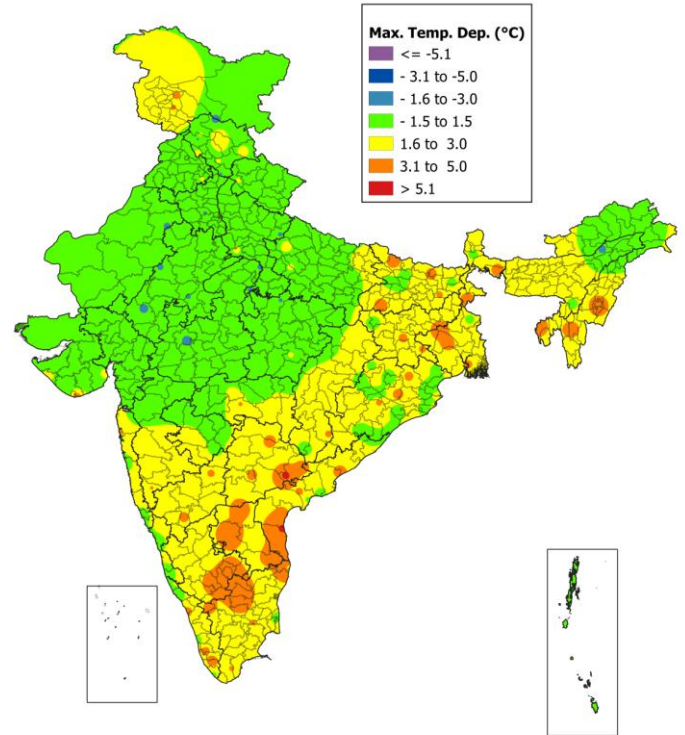 Max. Temp. Dep. (°C)
<= -5.1
- 3.1 to -5.0
- 1.6 to -3.0
- 1.5 to 1.5
1.6 to 3.0
3.1 to 5.0
> 5.1